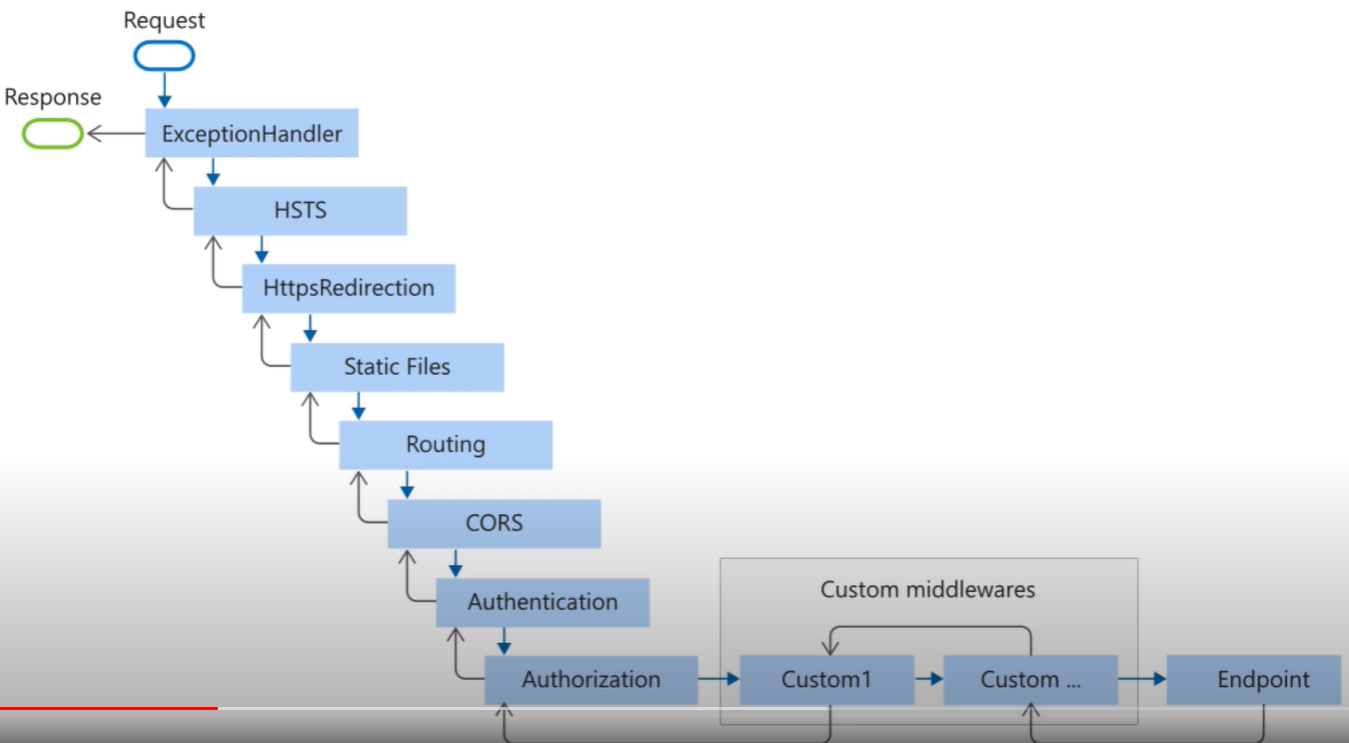 Request
Response
ExceptionHandler
HSTS
HttpsRedirection
Static Files
Routing
CORS
Authentication
Custom middlewares
Authorization
Custom1
Custom ...
Endpoint